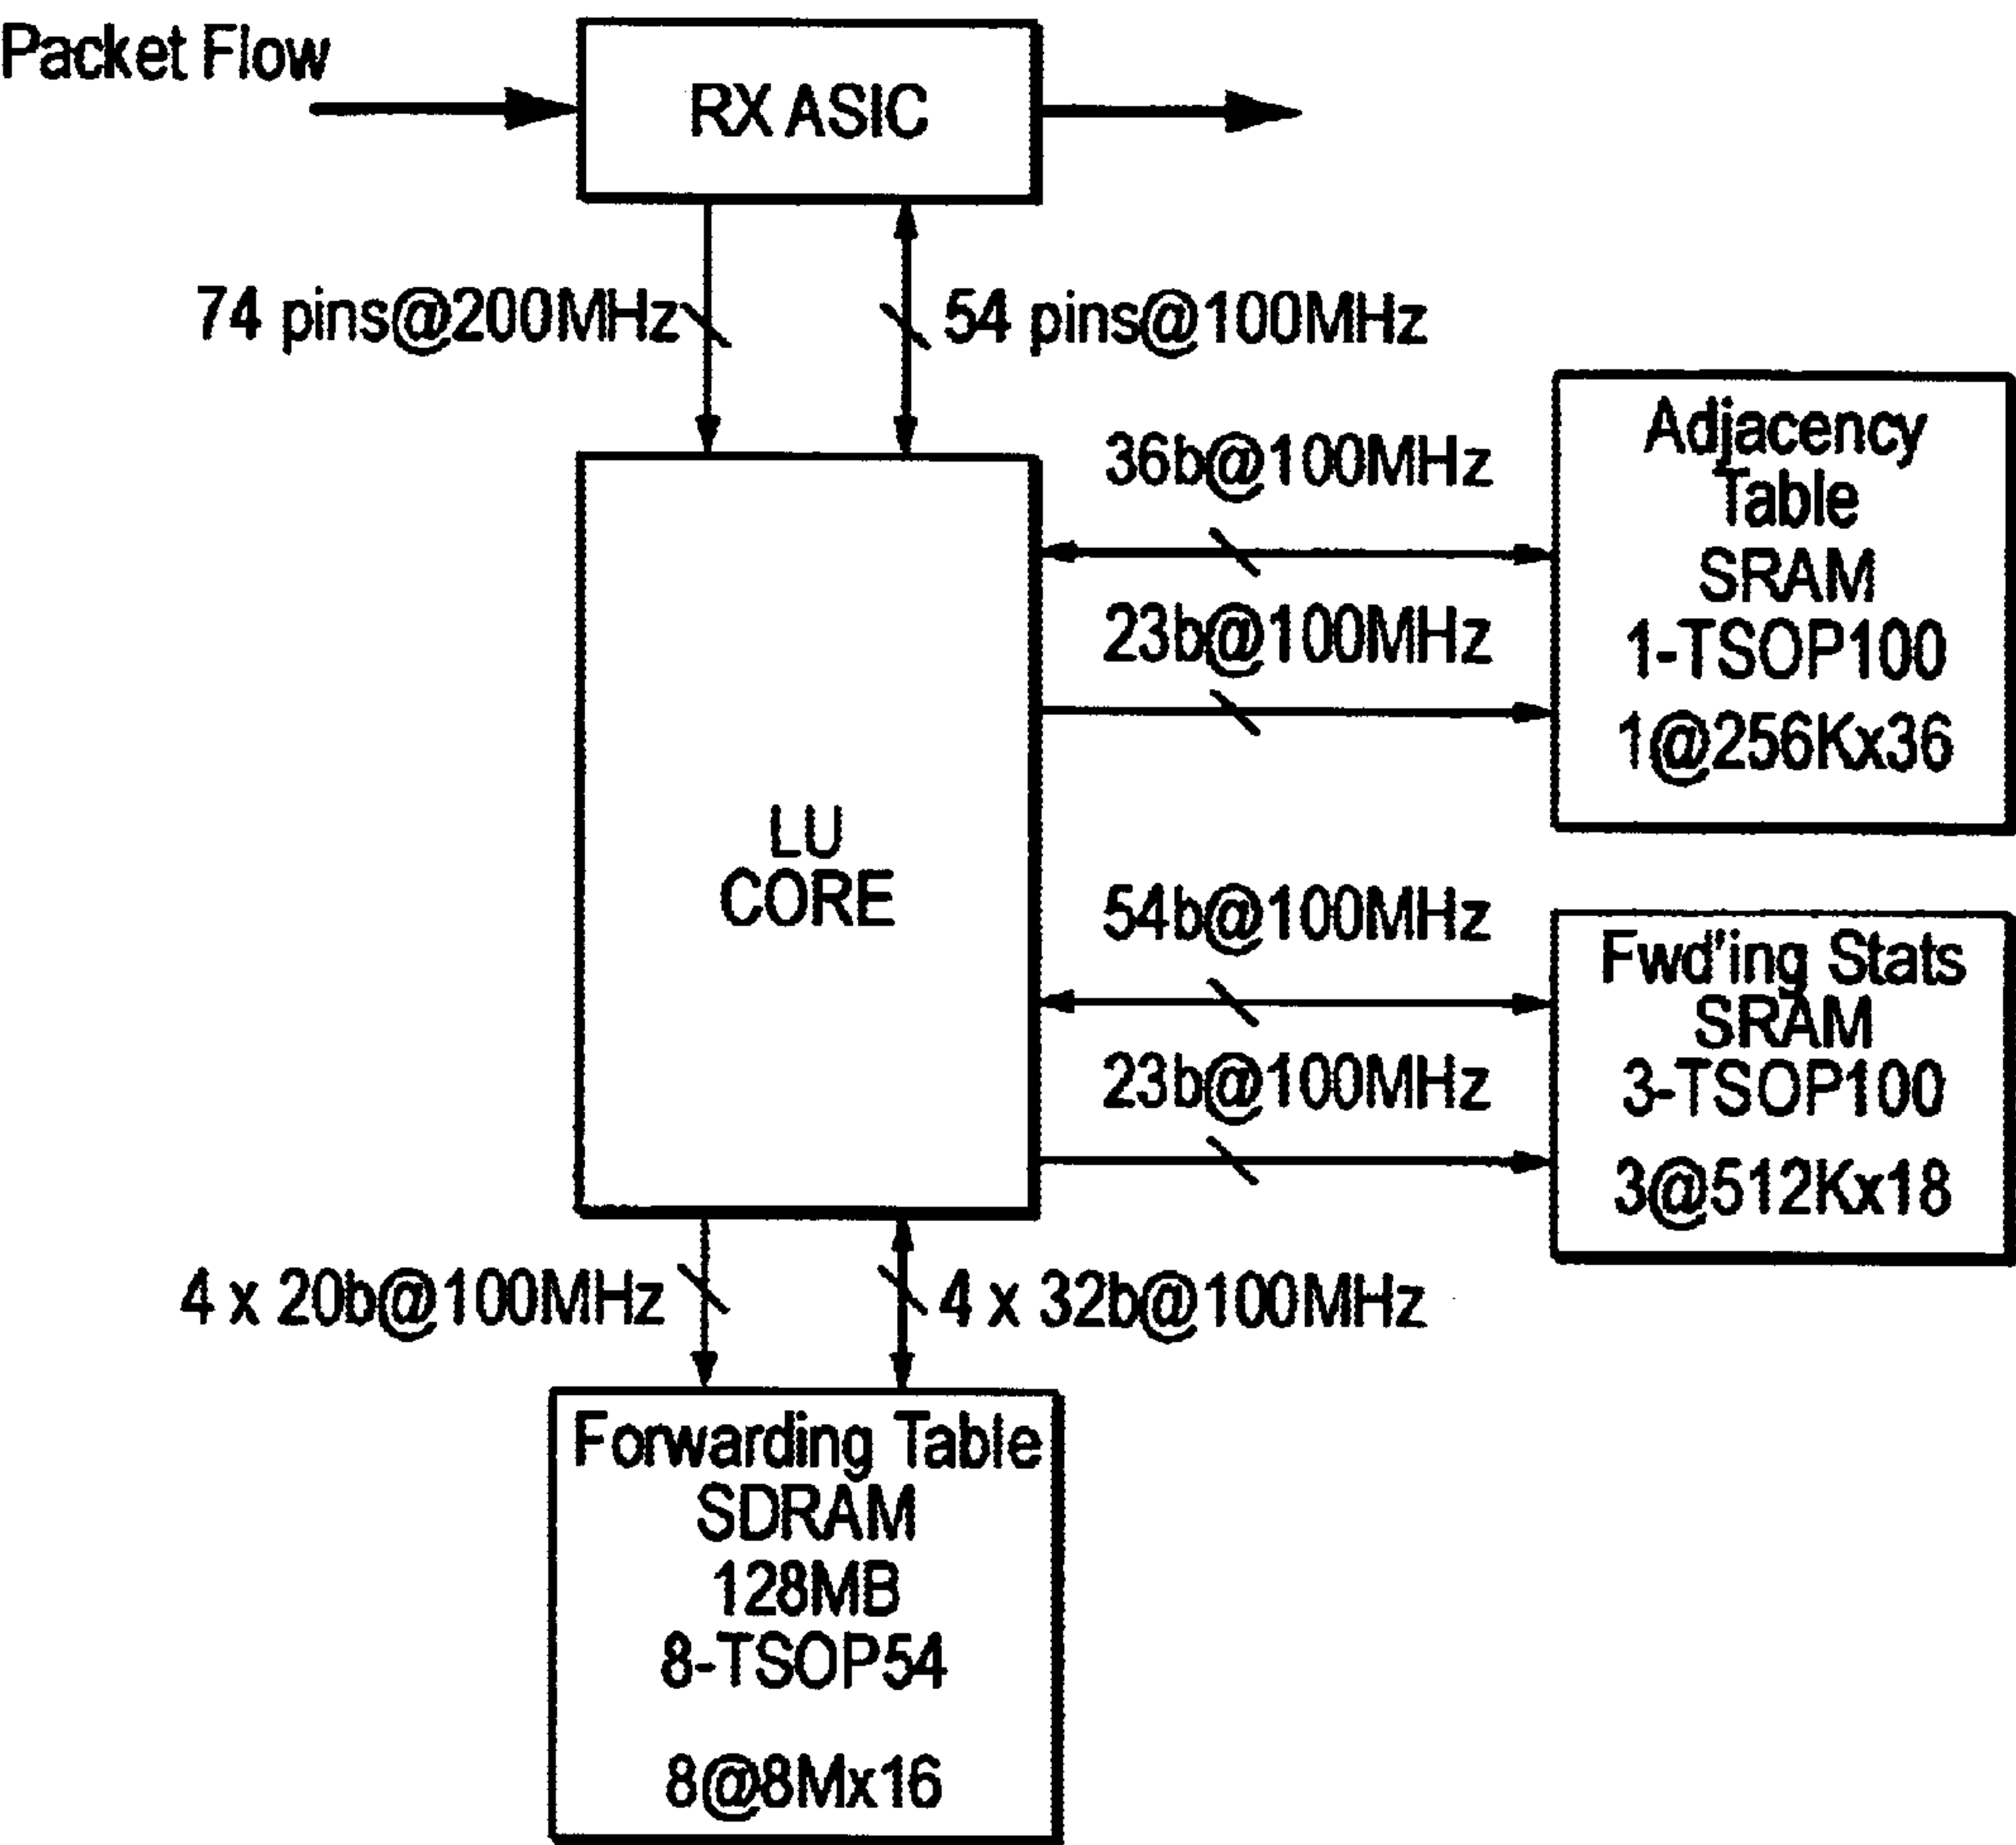 Packet Flow
RX ASIC
74 pins@200MHz
54 pins@100MHz
36b@100MHz
23b@100MHz
Adjacency
Table
SRAM
1-TSOP100
1@256Kx36
LU
CORE
54b@100MHz
23b@100MHz
Fwd'ing Stats
SRAM
3-TSOP100
3@512Kx18
4 x 20b@100MHz
4 x 32b@100MHz
Forwarding Table
SDRAM
128MB
8-TSOP54
8@8Mx16